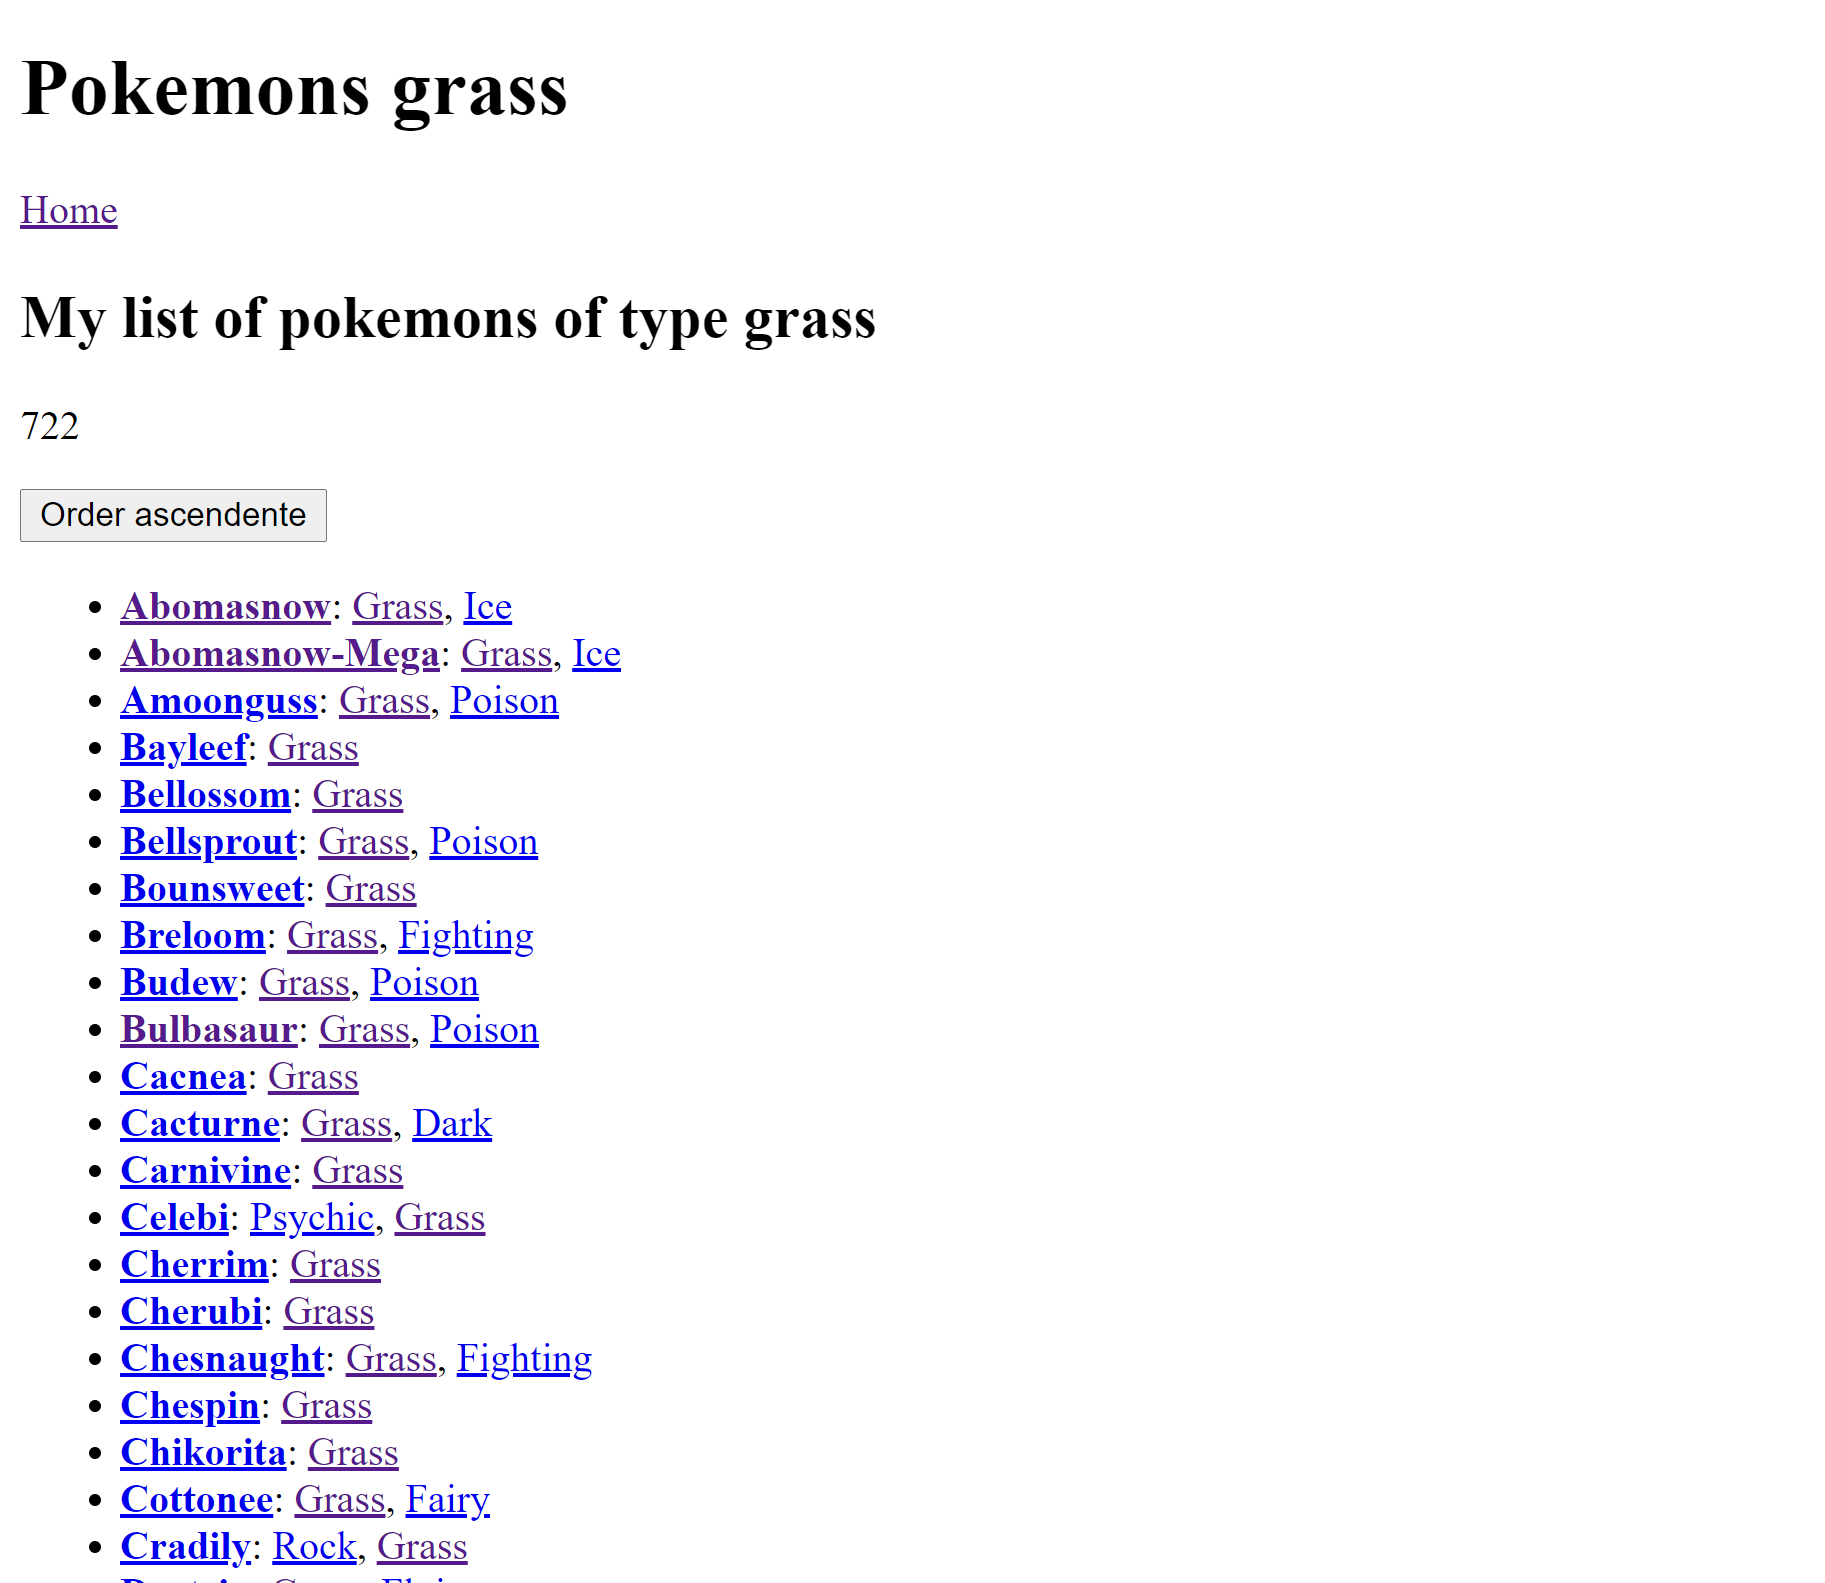 Pokemons grass
Home
My list of pokemons of type grass
722
Order ascendente
Abomasnow: Grass, Ice
Abomasnow-Mega: Grass, Ice
Amoonguss: Grass, Poison
Bayleef: Grass
Bellossom: Grass
Bellsprout: Grass, Poison
Bounsweet: Grass
Breloom: Grass, Fighting
Budew: Grass, Poison
Bulbasaur: Grass, Poison
Cacnea: Grass
Cacturne: Grass, Dark
Carnivine: Grass
Celebi: Psychic, Grass
Cherrim: Grass
Cherubi: Grass
Chesnaught: Grass, Fighting
Chespin: Grass
Chikorita: Grass
Cottonee: Grass, Fairy
Cradily: Rock, Grass